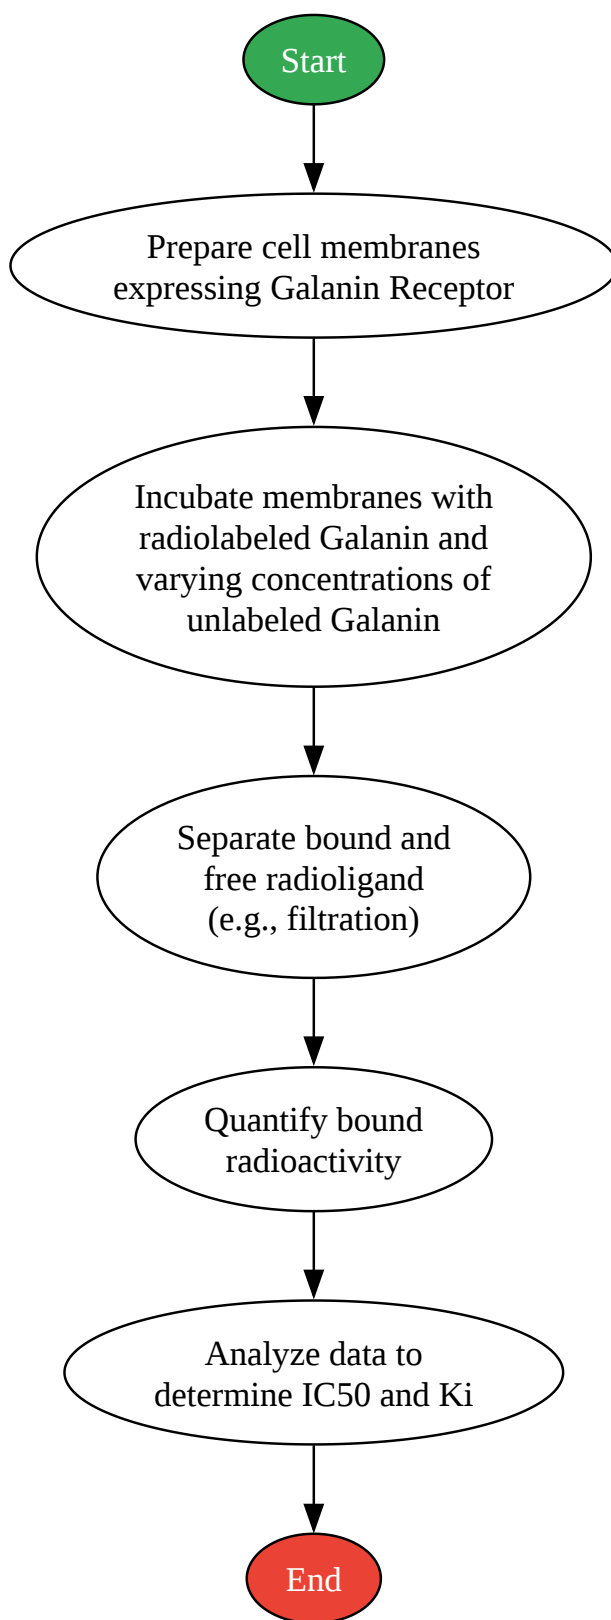 Start
Prepare cell membranes
expressing Galanin Receptor
Incubate membranes with
radiolabeled Galanin and
varying concentrations of
unlabeled Galanin
Separate bound and
free radioligand
(e.g., filtration)
Quantify bound
radioactivity
Analyze data to
determine IC50 and Ki
End